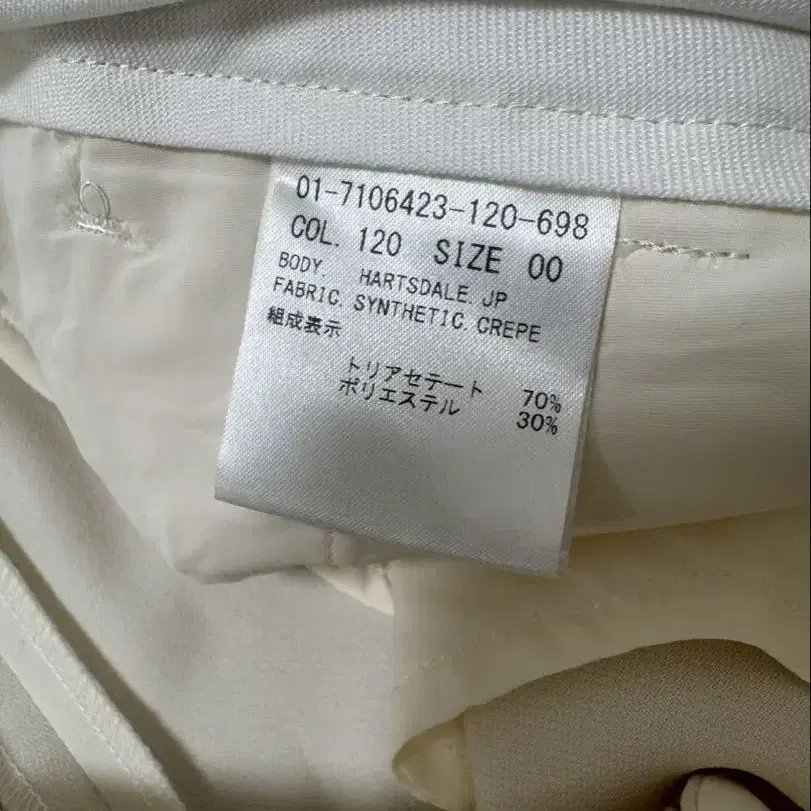 01-7106423-120-698
COL. 120 SIZE 00
BODY. HARTSDALE.JP
FABRIC. SYNTHETIC.CREPE
組成表示
トリアセテート 70%
ポリエステル 30%